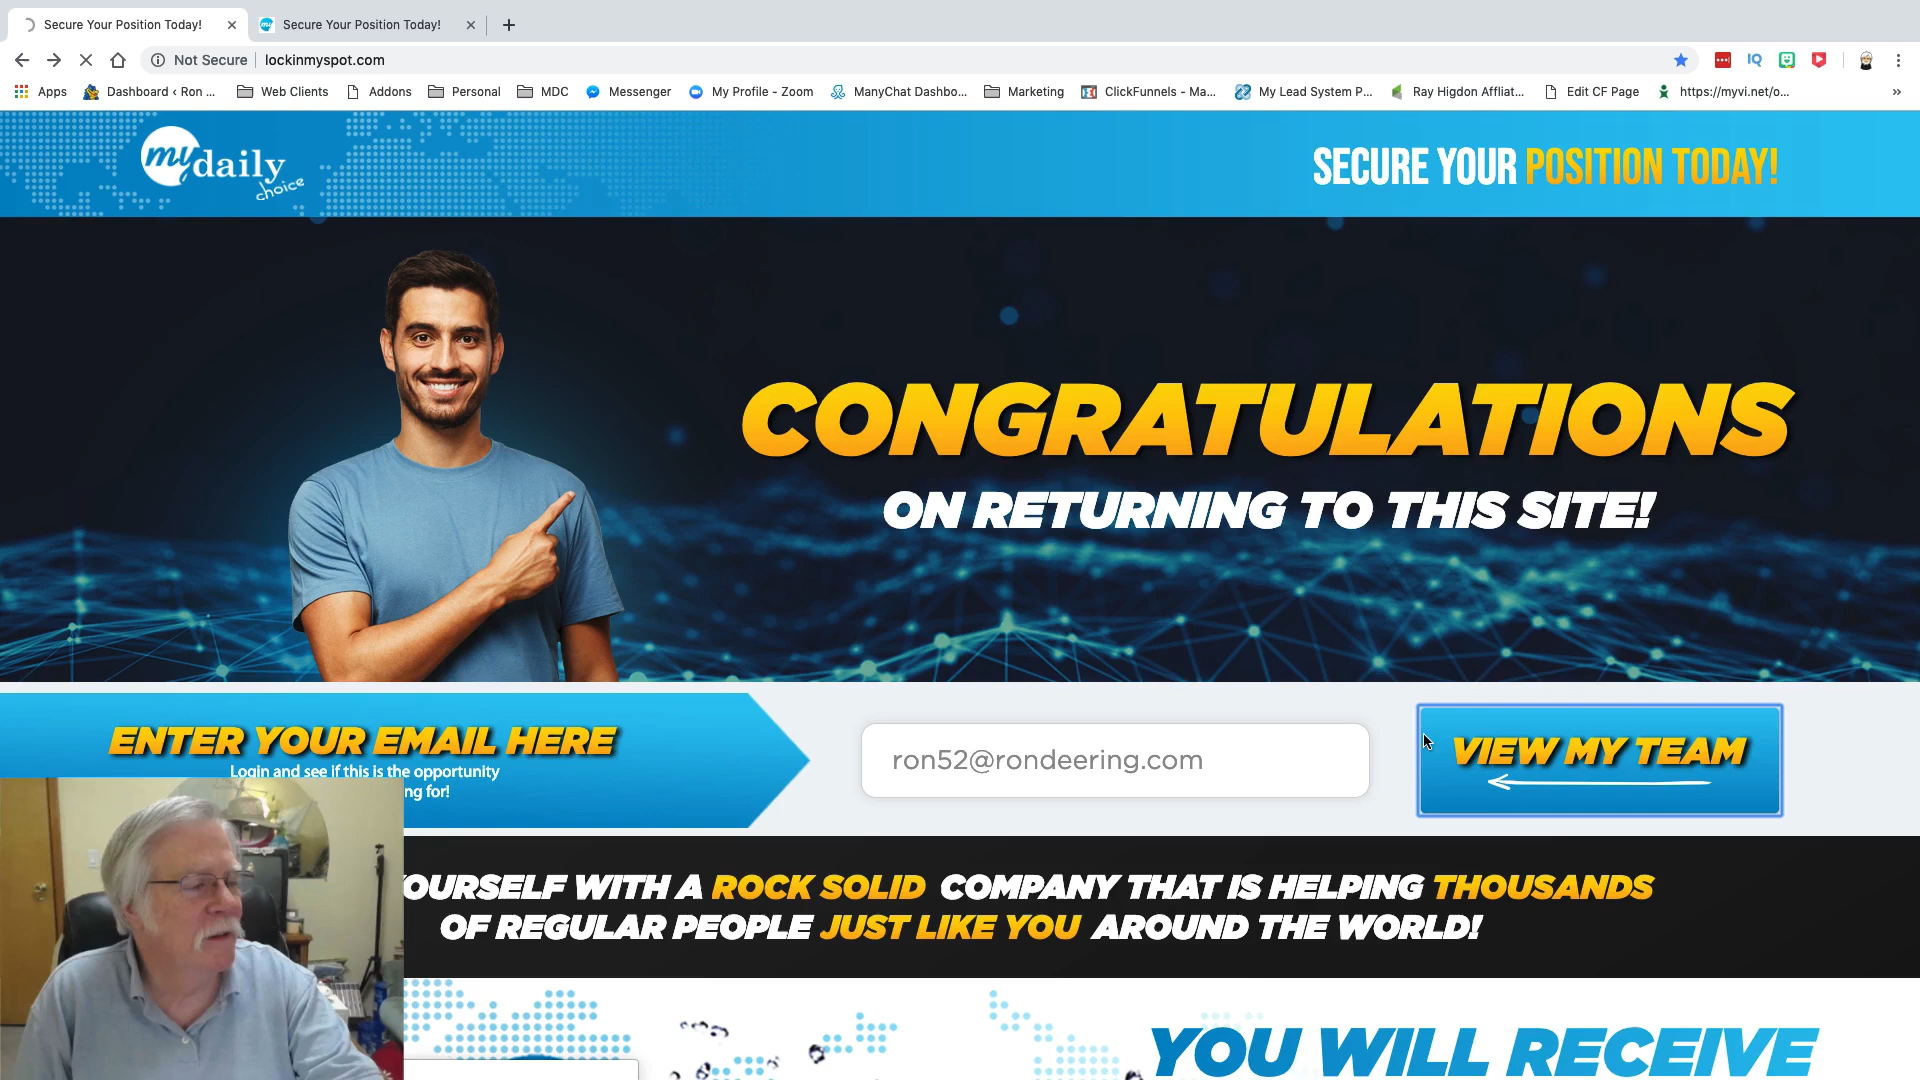 Secure Your Position Today!
Secure Your Position Today!
Not Secure
lockinmyspot.com
IQ
Apps
Dashboard ‹ Ron ...
Web Clients
Addons
Personal
MDC
Messenger
My Profile - Zoom
ManyChat Dashbo...
Marketing
ClickFunnels - Ma...
My Lead System P...
Ray Higdon Affliat...
Edit CF Page
https://myvi.net/o...
»
my daily
choice
SECURE YOUR POSITION TODAY!
CONGRATULATIONS
ON RETURNING TO THIS SITE!
ENTER YOUR EMAIL HERE
Login and see if this is the opportunity
ng for!
ron52@rondeering.com
VIEW MY TEAM
OURSELF WITH A ROCK SOLID COMPANY THAT IS HELPING THOUSANDS
OF REGULAR PEOPLE JUST LIKE YOU AROUND THE WORLD!
YOU WILL RECEIVE